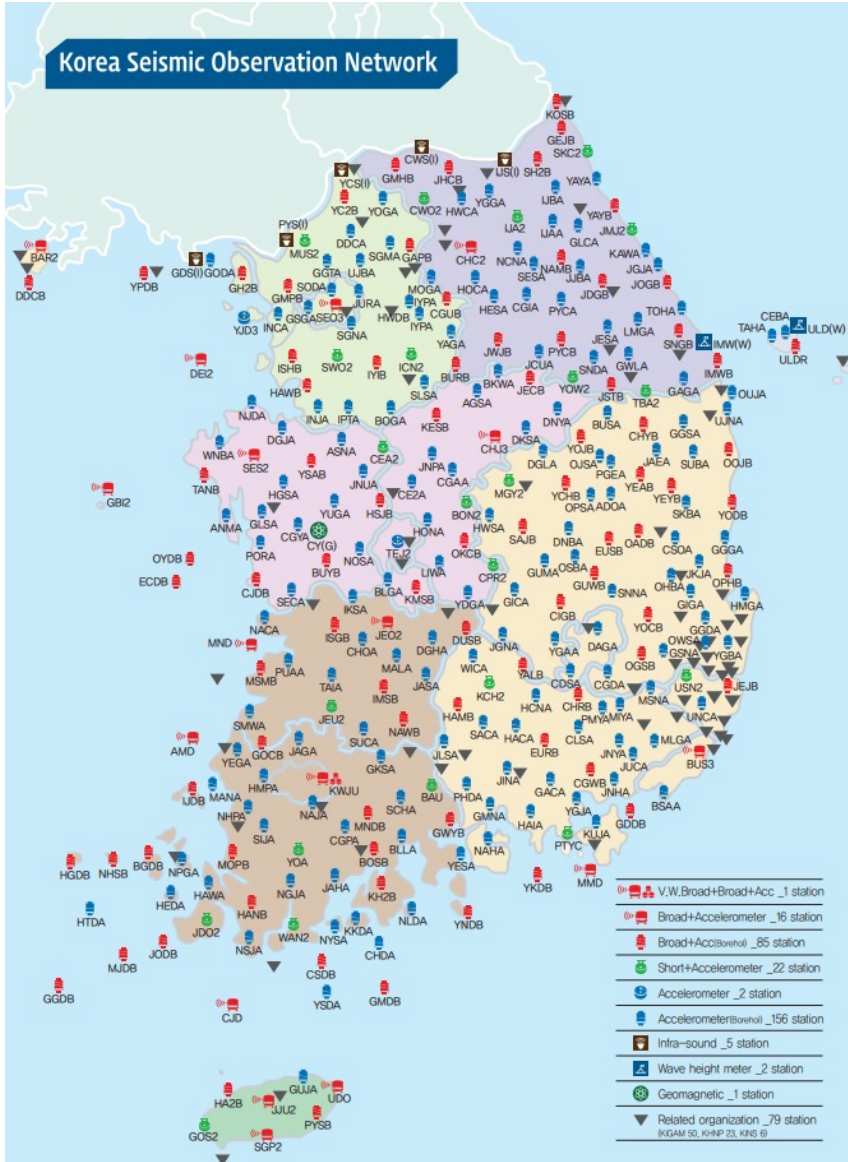 Korea Seismic Observation Network
KOSB
GEJB
SKC2
CWS(I)
IJS(I)
YCS(I)
GMHB
JHCB
SH2B
YAYA
YC2B
YOGA
CWO2
HWCA
YGGA
IJBA
YAYB
PYS(I)
MUS2
DDCA
IJA2
IJAA
GLCA
JMJ2
BAR2
SGMA
GAPB
CHC2
NCNA
NAMB
KAWA
DDCB
YPDB
GDS(I)
GODA
GH2B
GGTA
UJBA
SESA
JJBA
JGJA
GMPB
SODA
JURA
MOGA
HOCA
JDGB
JOGB
YJD3
INCA
GSGA
SEO3
HWDB
IYPA
CGUB
HESA
CGIA
PYCA
TOHA
CEBA
SGNA
IYPA
JESA
LMGA
SNGB
IMW(W)
TAHA
ULD(W)
YAGA
JWJB
PYCB
ULDR
DEI2
ISHB
SWO2
IYIB
ICN2
BURB
JCUA
SNDA
GWLA
IMWB
HAWB
SLSA
BKWA
JECB
YOW2
JSTB
TBA2
GAGA
OUJA
NJDA
INJA
IPTA
BOGA
AGSA
DNYA
BUSA
UJNA
KESB
CHYB
GGSA
DGJA
ASNA
CEA2
CHJ3
DKSA
YOJB
WNBA
SES2
YSAB
JNPA
DGLA
OJSA
PGEA
JAEA
SUBA
OOJB
TANB
HGSA
JNUA
CE2A
CGAA
MGY2
YCHB
YEAB
YEYB
GBI2
OPSA
ADOA
SKBA
YODB
ANMA
GLSA
YUGA
HSJB
BON2
HWSA
CGYA
CY(G)
HONA
SAJB
DNBA
EUSB
OADB
CSOA
GGGA
PORA
NOSA
TEJ2
OKCB
OYDB
BUYB
LIWA
CPR2
GUMA
OSBA
OHBA
JKJA
OPHB
ECDB
CJDB
SECA
BLGA
KMSB
YDGA
GICA
GUWB
SNNA
GIGA
HMGA
IKSA
CIGB
YOCB
GGDA
NACA
ISGB
JEO2
DUSB
JGNA
DAGA
OWSA
MND
CHOA
DGHA
YGAA
GSNA
YGBA
MSMB
PUAA
MALA
WICA
YALB
OGSB
USN2
TAIA
IMSB
JASA
KCH2
CDSA
CGDA
MSNA
JEJB
HCNA
CHRB
SMWA
JEU2
NAWB
HAMB
PMYA
MIYA
UNCA
AMD
SUCA
SACA
HACA
CLSA
MLGA
YEGA
GOCB
JAGA
JLSA
EURB
JNYA
BUS3
GKSA
JUCA
HMPA
KWJU
JINA
CGWB
IJDB
MANA
BAU
PHDA
GACA
JNHA
BSAA
NHPA
NAJA
SCHA
GMNA
YGJA
GDDB
SIJA
MNDB
GWYB
HAIA
KUJA
CGPA
BLLA
NAHA
PTYC
HGDB
NHSB
BGDB
NPGA
MOPB
YOA
BOSB
YESA
YKDB
MMD
HEDA
HAWA
NGJA
JAHA
KH2B
HTDA
HANB
JDO2
WAN2
NYSA
KKDA
NLDA
YNDB
MJDB
JODB
NSJA
CHDA
GGDB
CSDB
YSDA
GMDB
CJD
GUJA
HA2B
JJU2
UDO
PYSB
GOS2
SGP2
V.W.Broad+Broad+Acc _1 station
Broad+Accelerometer _16 station
Broad+Acc(Borehol) _85 station
Short+Accelerometer _22 station
Accelerometer _2 station
Accelerometer(Borehol) _156 station
Infra-sound _5 station
Wave height meter _2 station
Geomagnetic _1 station
Related organization _79 station
(KIGAM 50, KHNP 23, KINS 6)